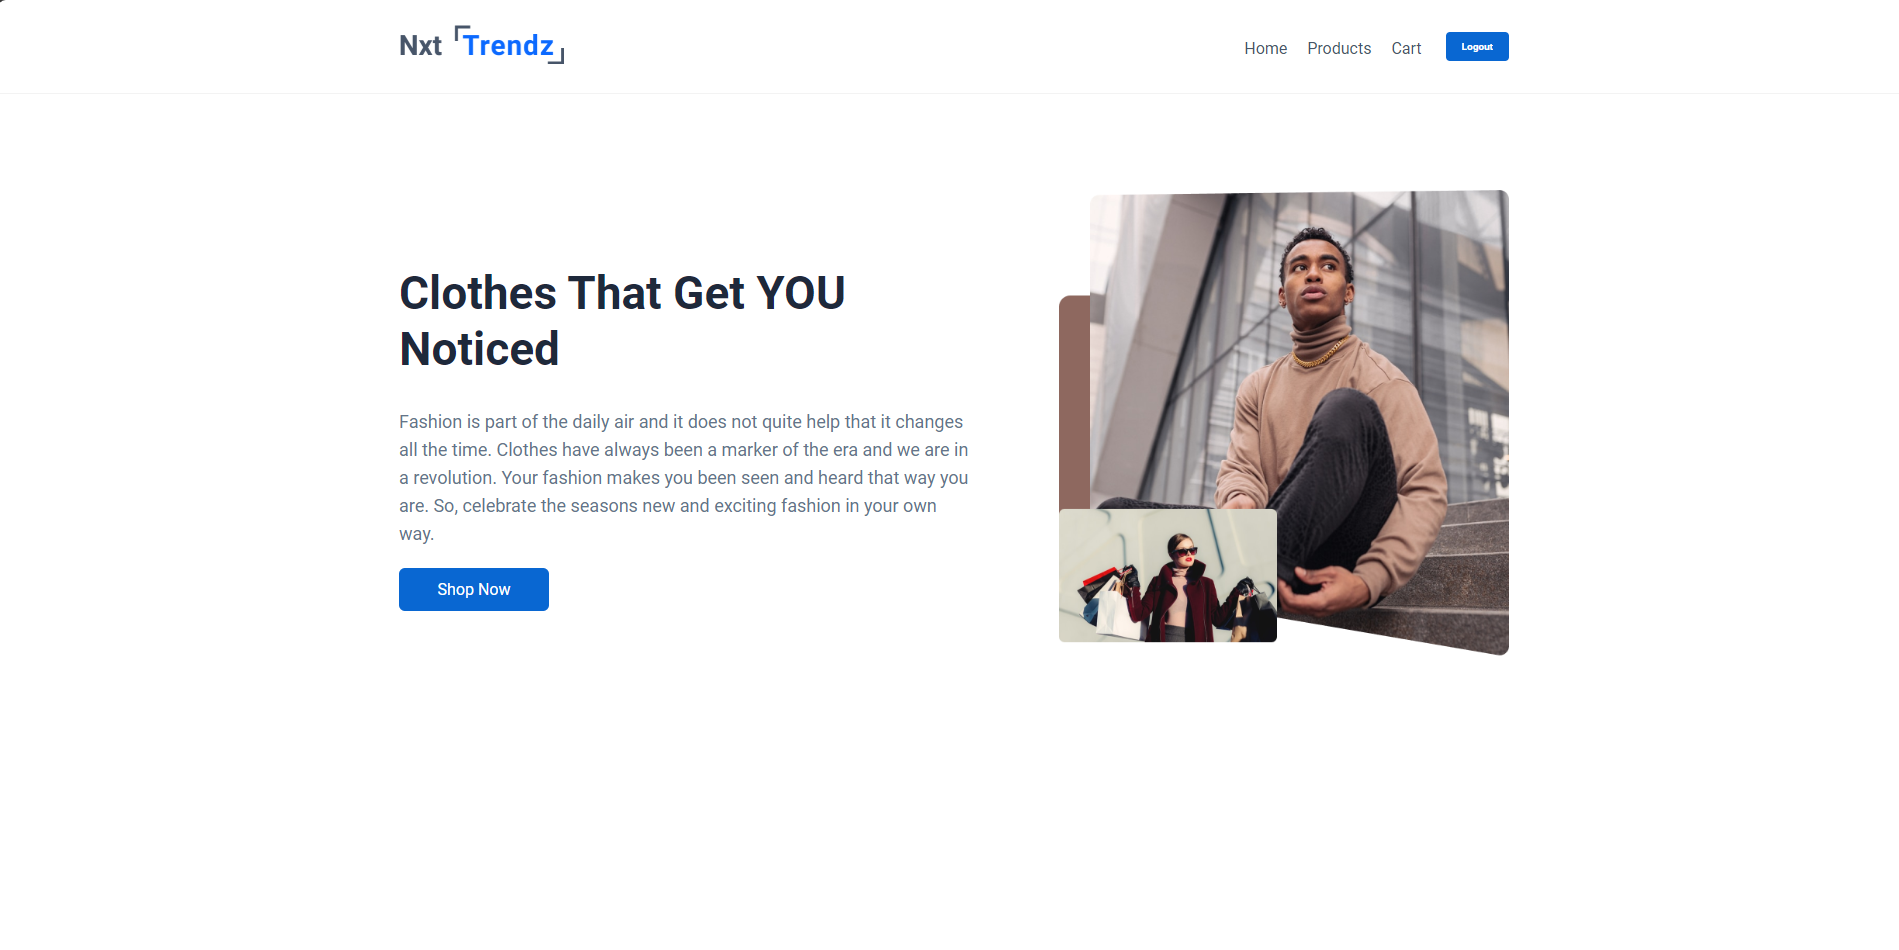 Nxt Trendz
Home Products Cart Logout
Clothes That Get YOU
Noticed
Fashion is part of the daily air and it does not quite help that it changes
all the time. Clothes have always been a marker of the era and we are in
a revolution. Your fashion makes you been seen and heard that way you
are. So, celebrate the seasons new and exciting fashion in your own
way.
Shop Now